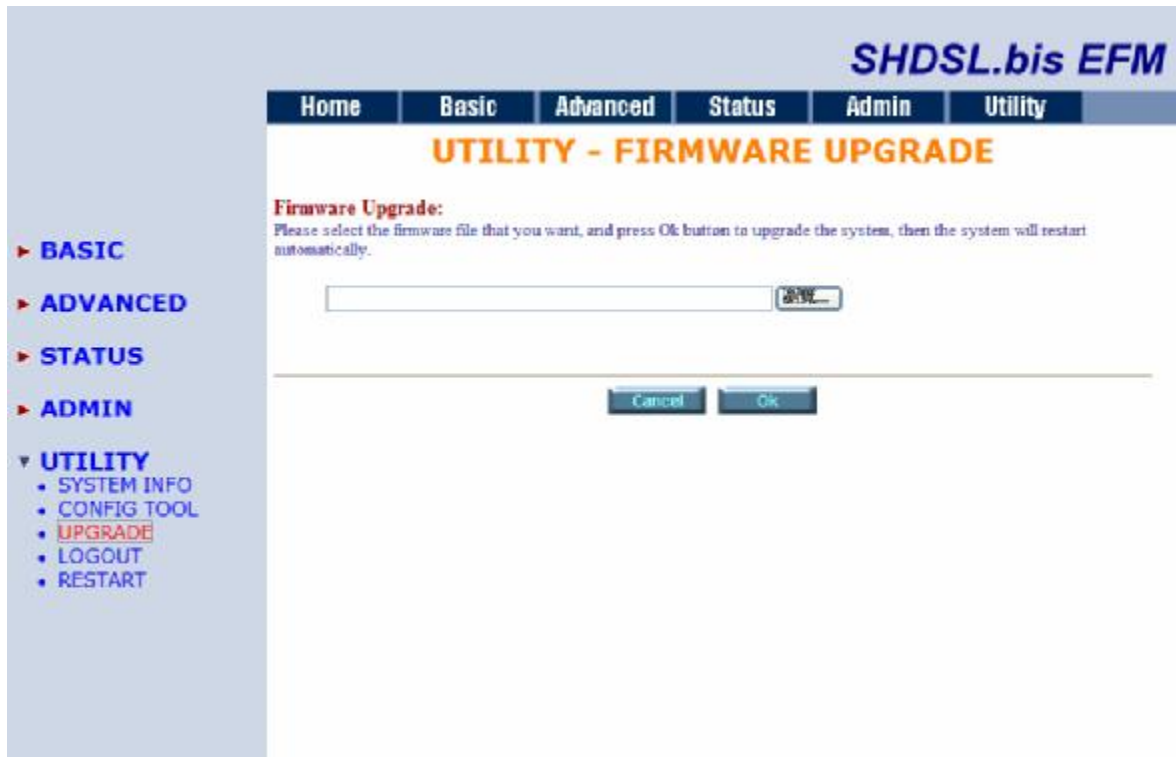 SHDSL.bis EFM
Home Basic Advanced Status Admin Utility
UTILITY - FIRMWARE UPGRADE
Firmware Upgrade:
Please select the firmware file that you want, and press Ok button to upgrade the system, then the system will restart
automatically.
Cancel Ok
BASIC
ADVANCED
STATUS
ADMIN
UTILITY
SYSTEM INFO
CONFIG TOOL
UPGRADE
LOGOUT
RESTART